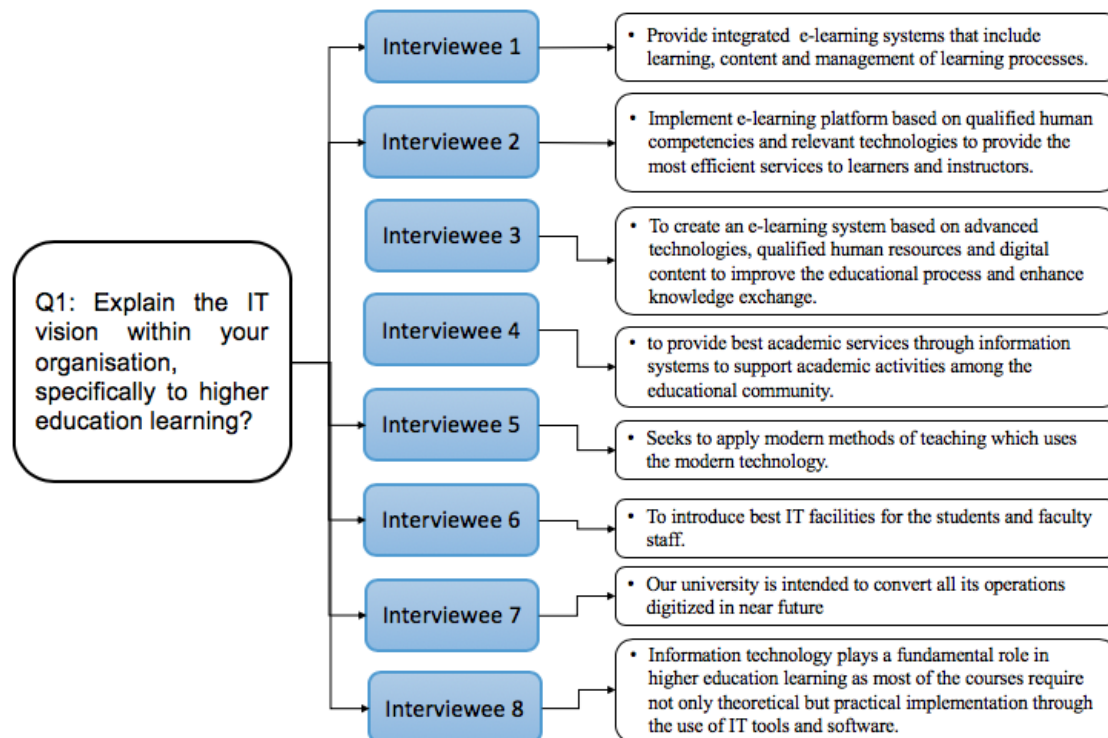 Q1: Explain the IT
vision within your
organisation,
specifically to higher
education learning?
Interviewee 1
• Provide integrated e-learning systems that include
learning, content and management of learning processes.
Interviewee 2
• Implement e-learning platform based on qualified human
competencies and relevant technologies to provide the
most efficient services to learners and instructors.
Interviewee 3
• To create an e-learning system based on advanced
technologies, qualified human resources and digital
content to improve the educational process and enhance
knowledge exchange.
Interviewee 4
• to provide best academic services through information
systems to support academic activities among the
educational community.
Interviewee 5
• Seeks to apply modern methods of teaching which uses
the modern technology.
Interviewee 6
• To introduce best IT facilities for the students and faculty
staff.
Interviewee 7
• Our university is intended to convert all its operations
digitized in near future
Interviewee 8
• Information technology plays a fundamental role in
higher education learning as most of the courses require
not only theoretical but practical implementation through
the use of IT tools and software.